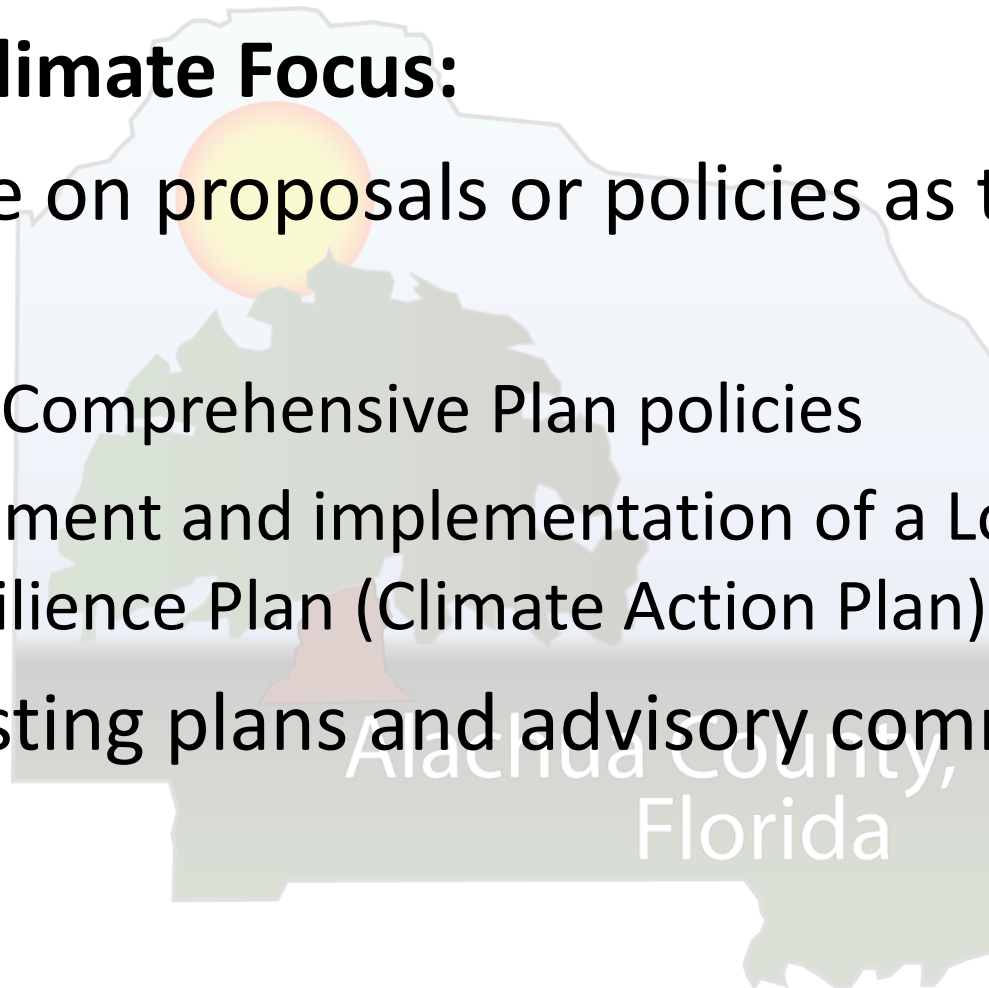 limate Focus:
e on proposals or policies as t
Comprehensive Plan policies
ment and implementation of a Lo
ilience Plan (Climate Action Plan)
sting plans and advisory com
Alachua County,
Florida